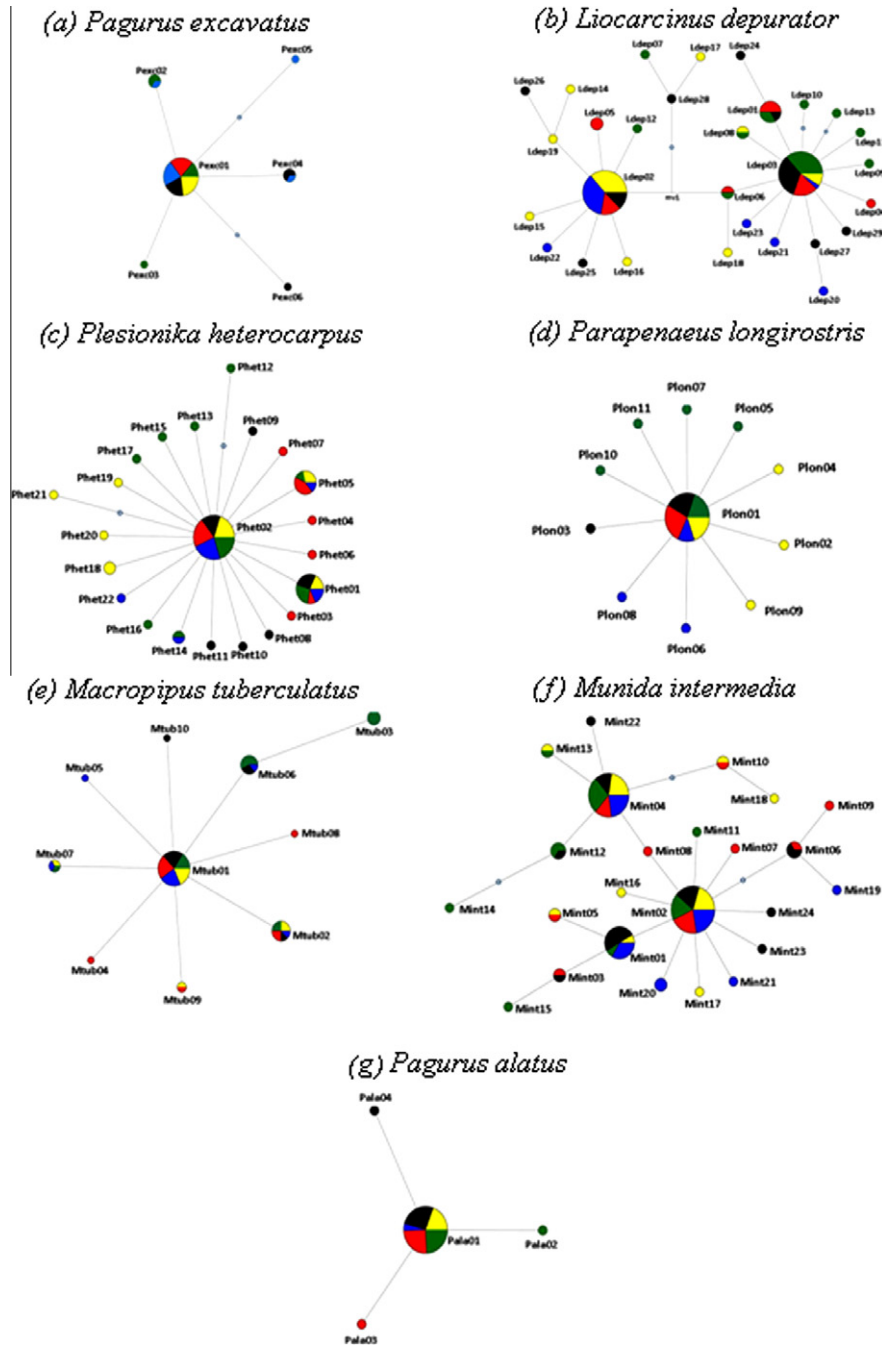 (a) Pagurus excavatus
Pexc05
Pexc02
Pexc01
Pexc04
Pexc03
Pexc06
(b) Liocarcinus depurator
Ldep07
Ldep17
Ldep24
Ldep26
Ldep14
Ldep28
Ldep10
Ldep05
Ldep01
Ldep13
Ldep12
Ldep08
Ldep19
Ldep03
Ldep02
Ldep06
mv1
Ldep15
Ldep23
Ldep29
Ldep22
Ldep21
Ldep27
Ldep25
Ldep16
Ldep18
Ldep20
(c) Plesionika heterocarpus
Phet12
Phet13
Phet09
Phet15
Phet07
Phet17
Phet19
Phet05
Phet21
Phet02
Phet04
Phet20
Phet06
Phet18
Phet01
Phet22
Phet03
Phet16
Phet14
Phet11
Phet10
Phet08
(d) Parapenaeus longirostris
Plon07
Plon11
Plon05
Plon10
Plon04
Plon01
Plon03
Plon02
Plon08
Plon09
Plon06
(e) Macropipus tuberculatus
Mtub10
Mtub03
Mtub05
Mtub06
Mtub08
Mtub07
Mtub01
Mtub02
Mtub04
Mtub09
(f) Munida intermedia
Mint22
Mint13
Mint10
Mint04
Mint18
Mint09
Mint11
Mint12
Mint08
Mint07
Mint06
Mint16
Mint19
Mint14
Mint05
Mint02
Mint24
Mint01
Mint23
Mint03
Mint20
Mint21
Mint15
Mint17
(g) Pagurus alatus
Pala04
Pala01
Pala02
Pala03